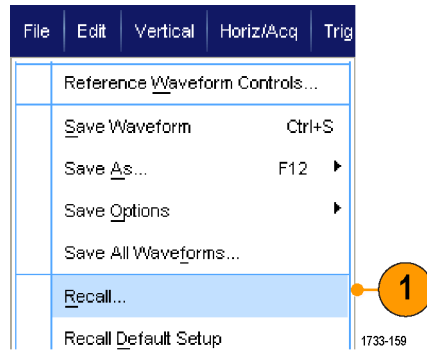 File Edit Vertical Horiz/Acq Trig
Reference Waveform Controls...
Save Waveform Ctrl+S
Save As... F12
Save Options
Save All Waveforms...
Recall... 1
Recall Default Setup 1733-159